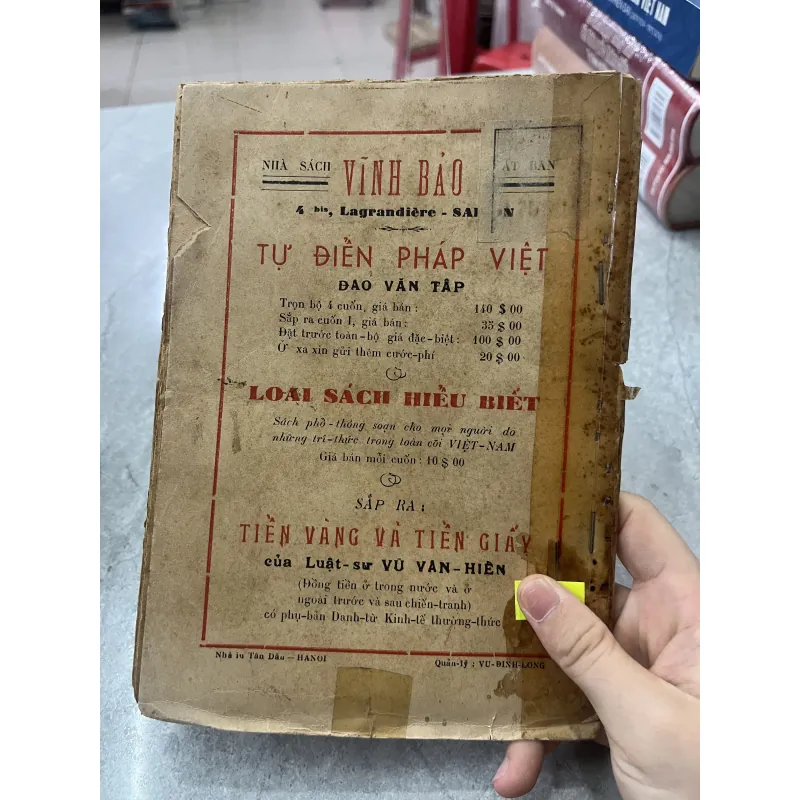 VIỆT NAM
NHÀ SÁCH VĨNH BẢO ẤT BẢN
4 bis, Lagrandière - SAI ON
TỰ ĐIỂN PHÁP VIỆT
ĐÀO VĂN TẬP
Trọn bộ 4 cuốn, giá bán : 140 $ 00
Sắp ra cuốn I, giá bán : 35 $ 00
Đặt trước toàn-bộ giá đặc-biệt : 100 $ 00
Ở xa xin gửi thêm cước-phí 20 $ 00
LOẠI SÁCH HIỂU BIẾT
Sách phổ-thông soạn cho mọi người do
những trí-thức trong toàn cõi VIỆT-NAM
Giá bán mỗi cuốn : 10 $ 00
SẮP RA :
TIỀN VÀNG VÀ TIỀN GIẤY
của Luật-sư VŨ VĂN-HIỀN
(Đồng tiền ở trong nước và ở
ngoài trước và sau chiến-tranh)
có phụ-bản Danh-từ Kinh-tế thường-thức
Nhà in Tân Dân — HANOI Quản-lý : VŨ-ĐÌNH-LONG